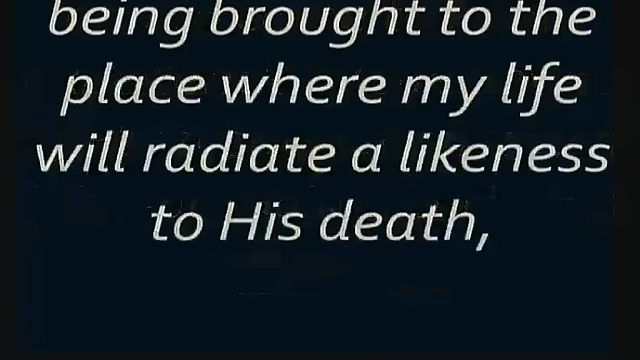 being brought to the
place where my life
will radiate a likeness
to His death,